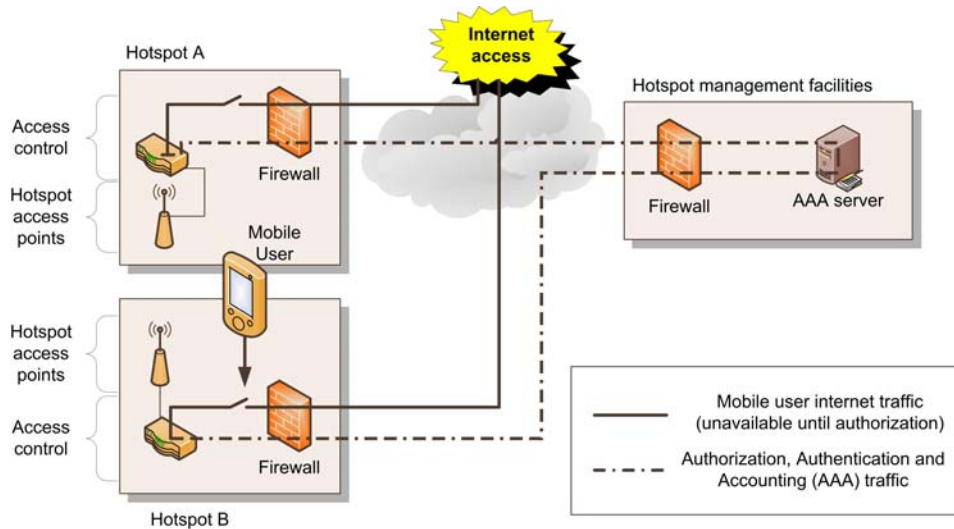 Internet
access
Hotspot A
Hotspot management facilities
Access
control
Firewall
Hotspot
access
points
Firewall
AAA server
Mobile
User
Hotspot
access
points
Access
control
Firewall
Hotspot B
Mobile user internet traffic
(unavailable until authorization)
Authorization, Authentication and
Accounting (AAA) traffic